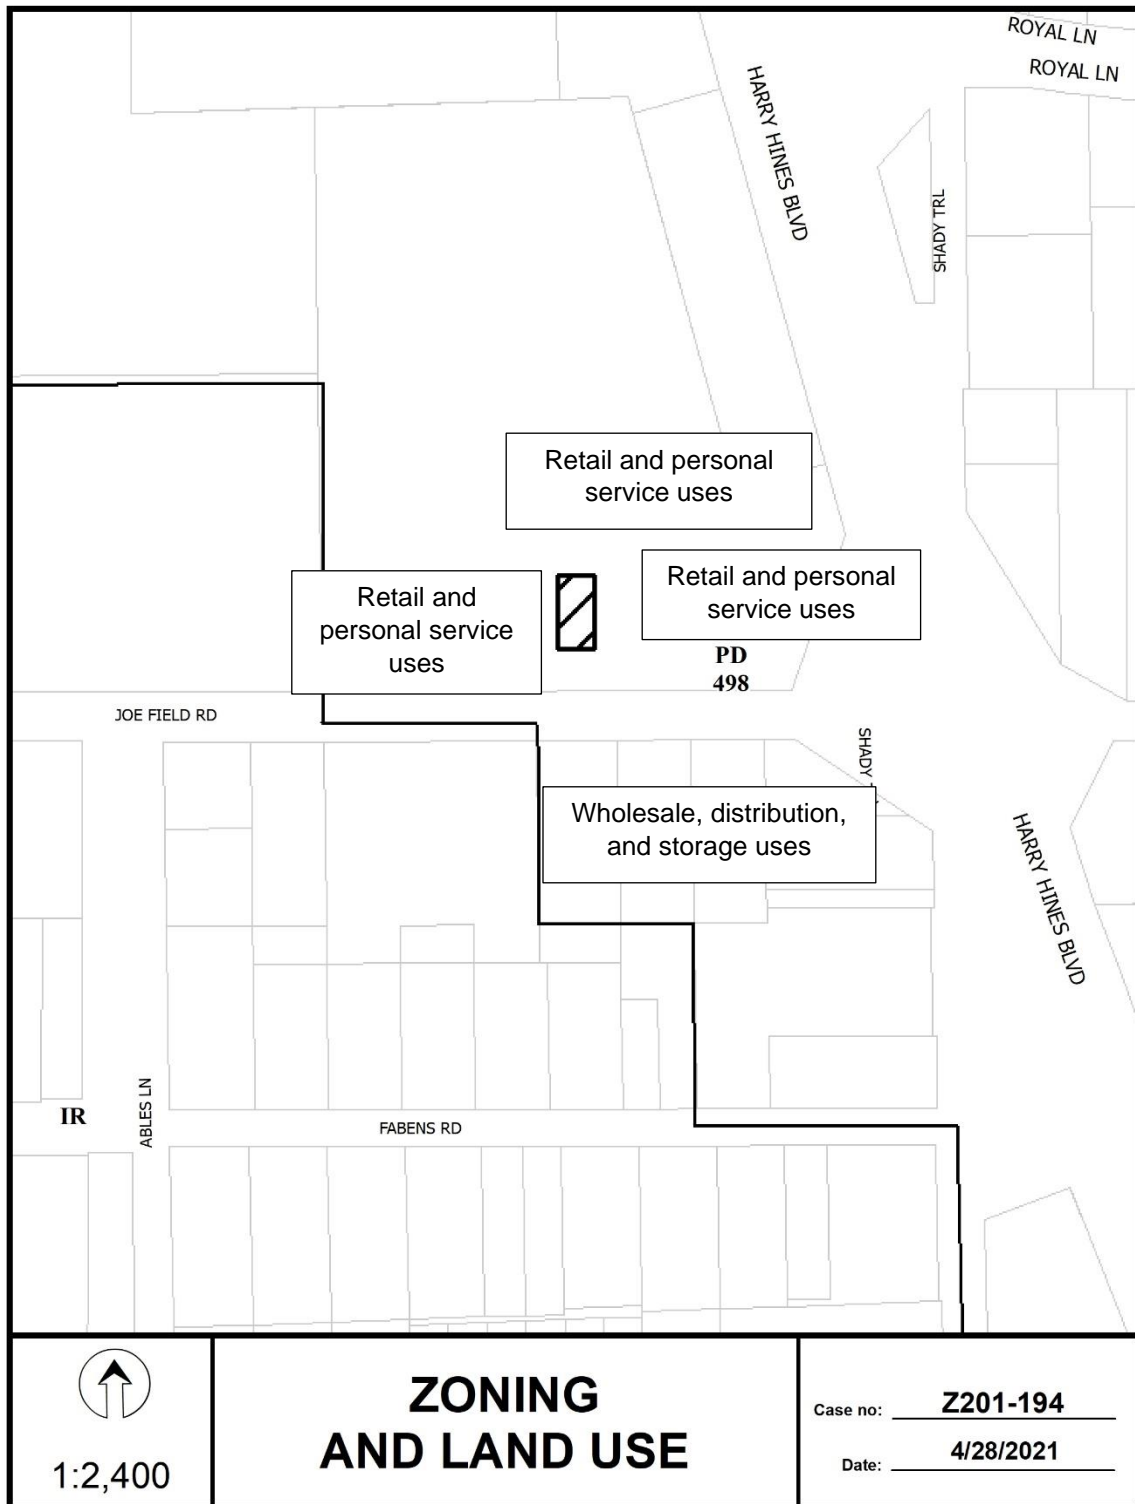 ROYAL LN
ROYAL LN
HARRY HINES BLVD
SHADY TRL
Retail and personal
service uses
Retail and personal
service uses
Retail and
personal service
uses
PD
498
JOE FIELD RD
SHADY
Wholesale, distribution,
and storage uses
HARRY HINES BLVD
IR
ABLES LN
FABENS RD
1:2,400
ZONING
AND LAND USE
Case no: Z201-194
Date: 4/28/2021